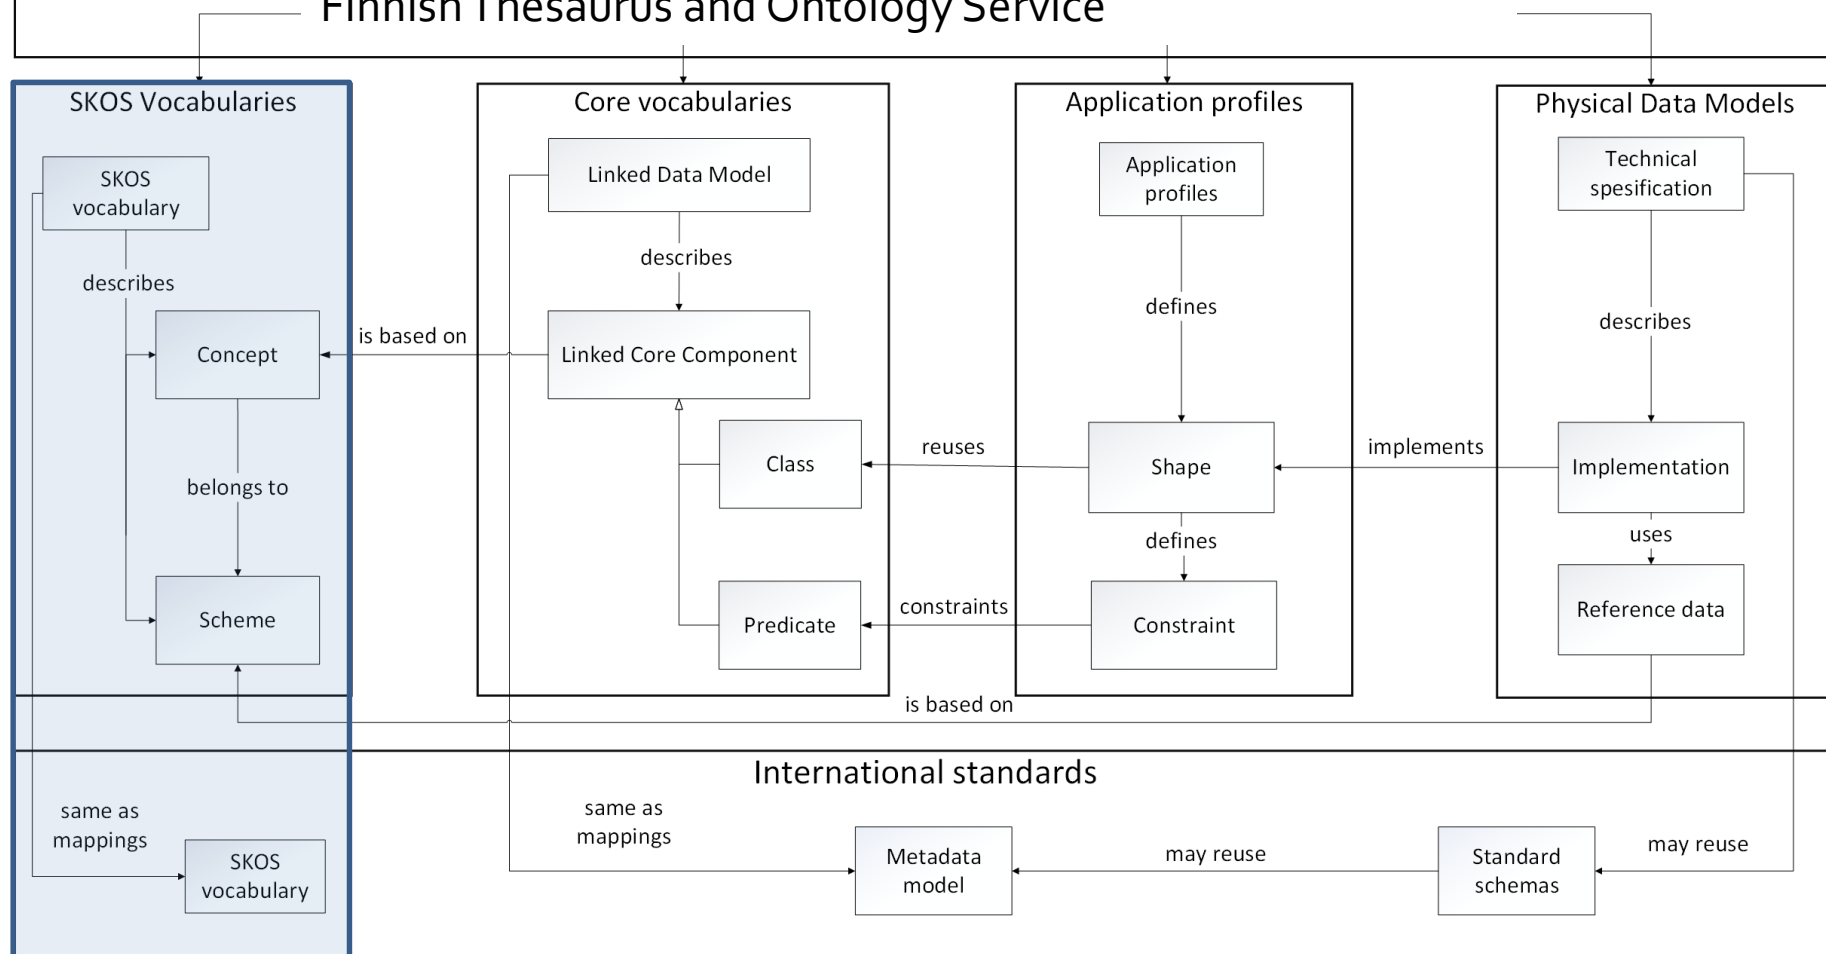 Finnish Thesaurus and Ontology Service
SKOS Vocabularies
SKOS
vocabulary
describes
Concept
belongs to
Scheme
same as
mappings
SKOS
vocabulary
is based on
Core vocabularies
Linked Data Model
describes
Linked Core Component
Class
Predicate
reuses
constraints
Application profiles
Application
profiles
defines
Shape
defines
Constraint
implements
Physical Data Models
Technical
spesification
describes
Implementation
uses
Reference data
is based on
International standards
same as
mappings
Metadata
model
may reuse
Standard
schemas
may reuse